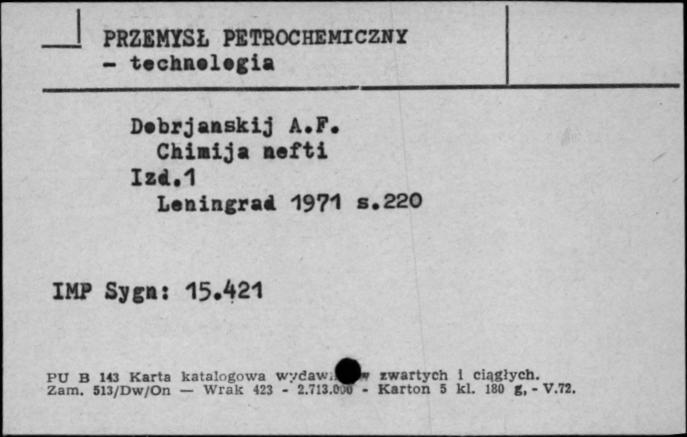 PRZEMYSŁ PETROCHEMICZNY
- technologia
Dobrjanskij A.F.
Chimija nefti
Izd.1
Leningrad 1971 s.220
IMP Sygn: 15.421
PU B 143 Karta katalogowa zwartych i ciągłych.
Zam. 513/Dw/On — Wrak 423 - 2.713.000 - Karton 5 kl. 180 g, - V.72.